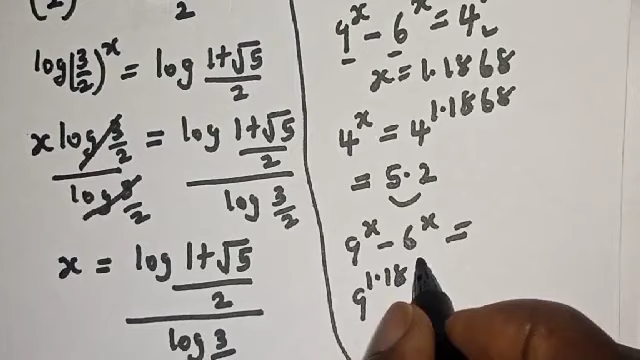 (2) 2
log(3/2)^x = log (1+√5)/2
x log 3/2 / log 3/2 = log (1+√5)/2 / log 3/2
x = log (1+√5)/2 / log 3
9^x - 6^x = 4
x = 1.1868
4^x = 4^1.1868
= 5.2
9^x - 6^x =
9^1.18